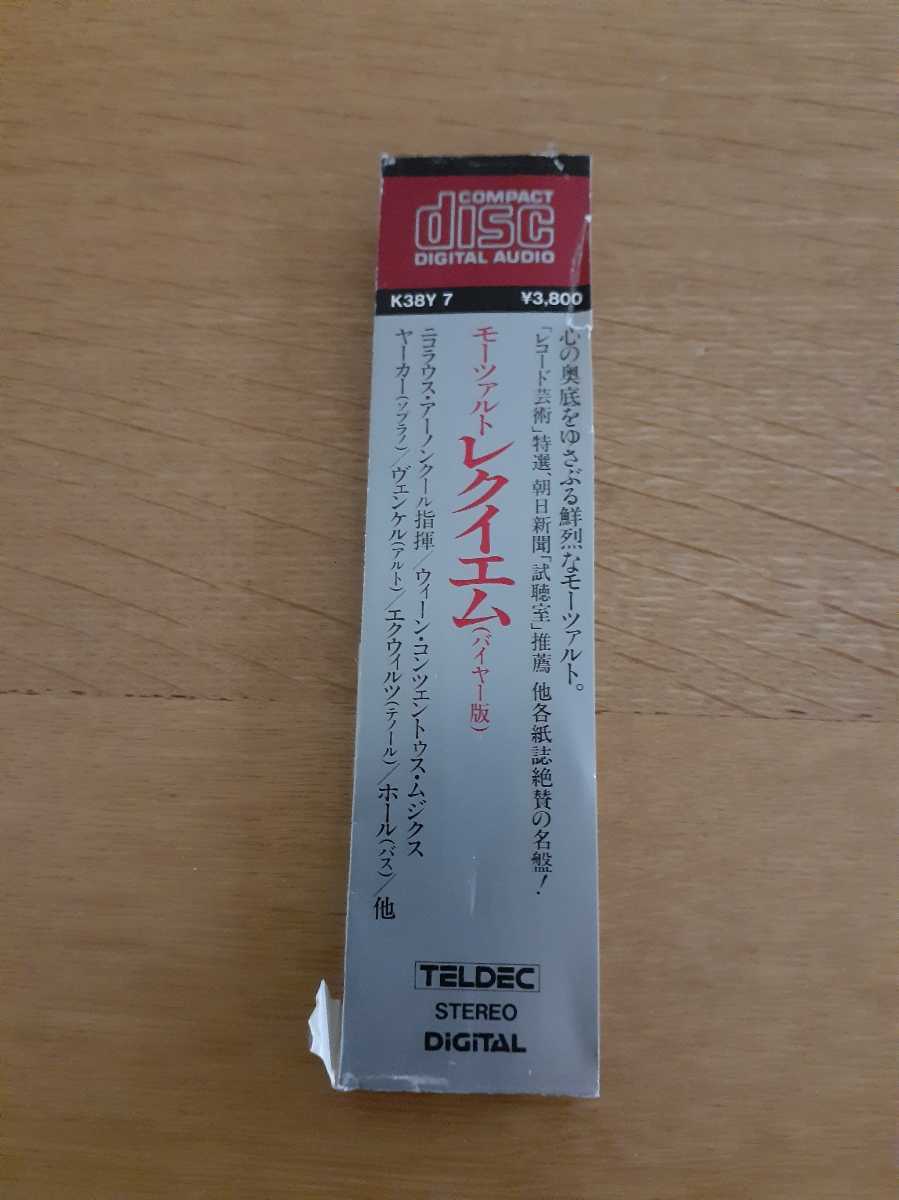 COMPACT
disc
DIGITAL AUDIO
K38Y 7 ¥3,800
心の奥底をゆさぶる鮮烈なモーツァルト。
「レコード芸術」特選、朝日新聞「試聴室」推薦 他各紙誌絶賛の名盤！
モーツァルト レクイエム（バイヤー版）
ニコラウス・アーノンクール指揮／ウィーン・コンツェントゥス・ムジクス
ヤーカー（ソプラノ）／ヴェンケル（アルト）／エクウィルツ（テノール）／ホール（バス）／他
TELDEC
STEREO
DIGITAL